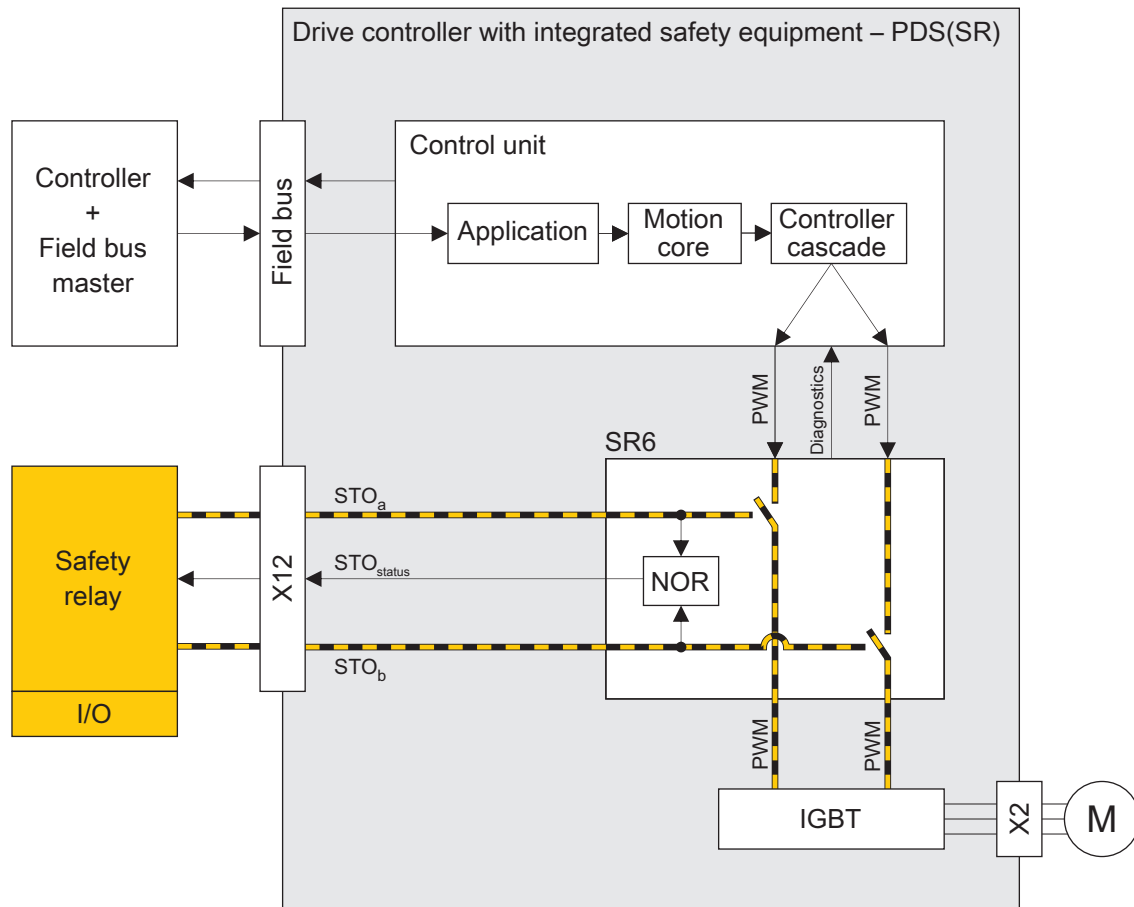 Drive controller with integrated safety equipment – PDS(SR)
Controller
+
Field bus
master
Field bus
Control unit
Application
Motion
core
Controller
cascade
PWM
Diagnostics
PWM
SR6
Safety
relay
I/O
X12
STOa
STOstatus
STOb
NOR
PWM
PWM
IGBT
X2
M